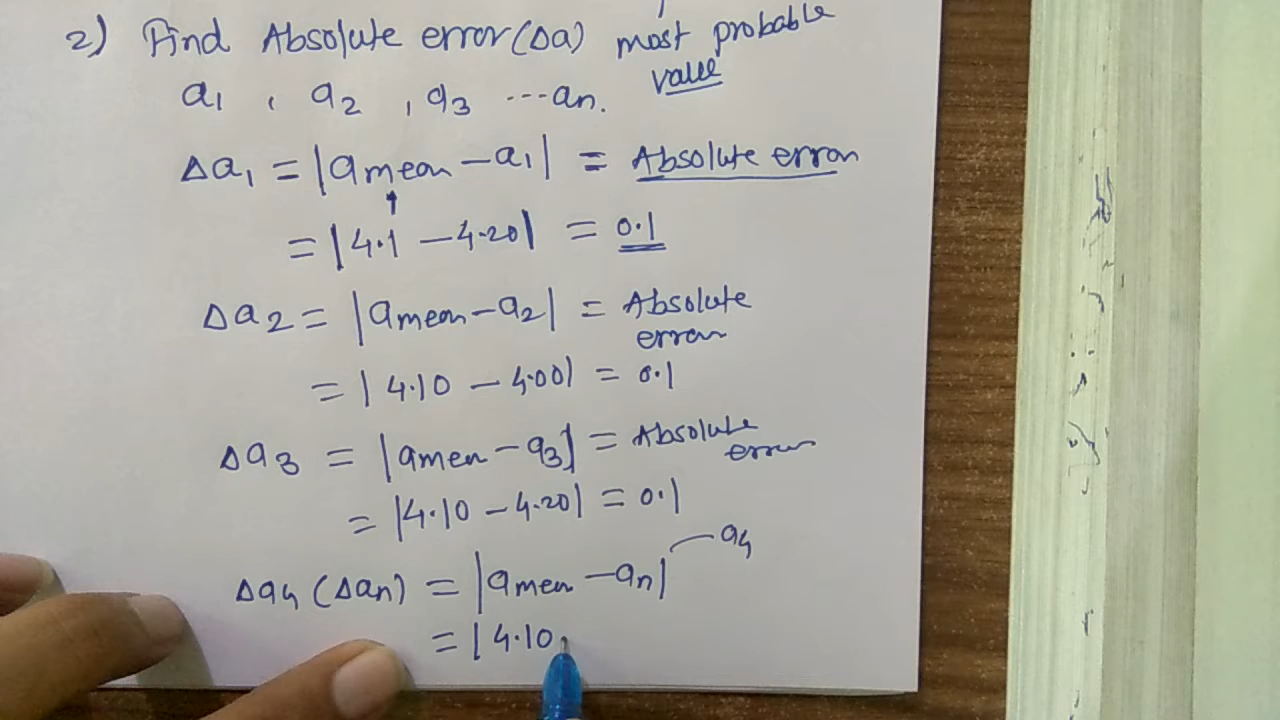 2) Find Absolute error (Δa) most probable value
a1 , a2 , a3 ---an.
Δa1 = |amean - a1| = Absolute error
= |4.1 - 4.20| = 0.1
Δa2 = |amean - a2| = Absolute error
= |4.10 - 4.00| = 0.1
Δa3 = |amen - a3| = Absolute error
= |4.10 - 4.20| = 0.1
Δa4 (Δan) = |amen - an| — a4
= |4.10